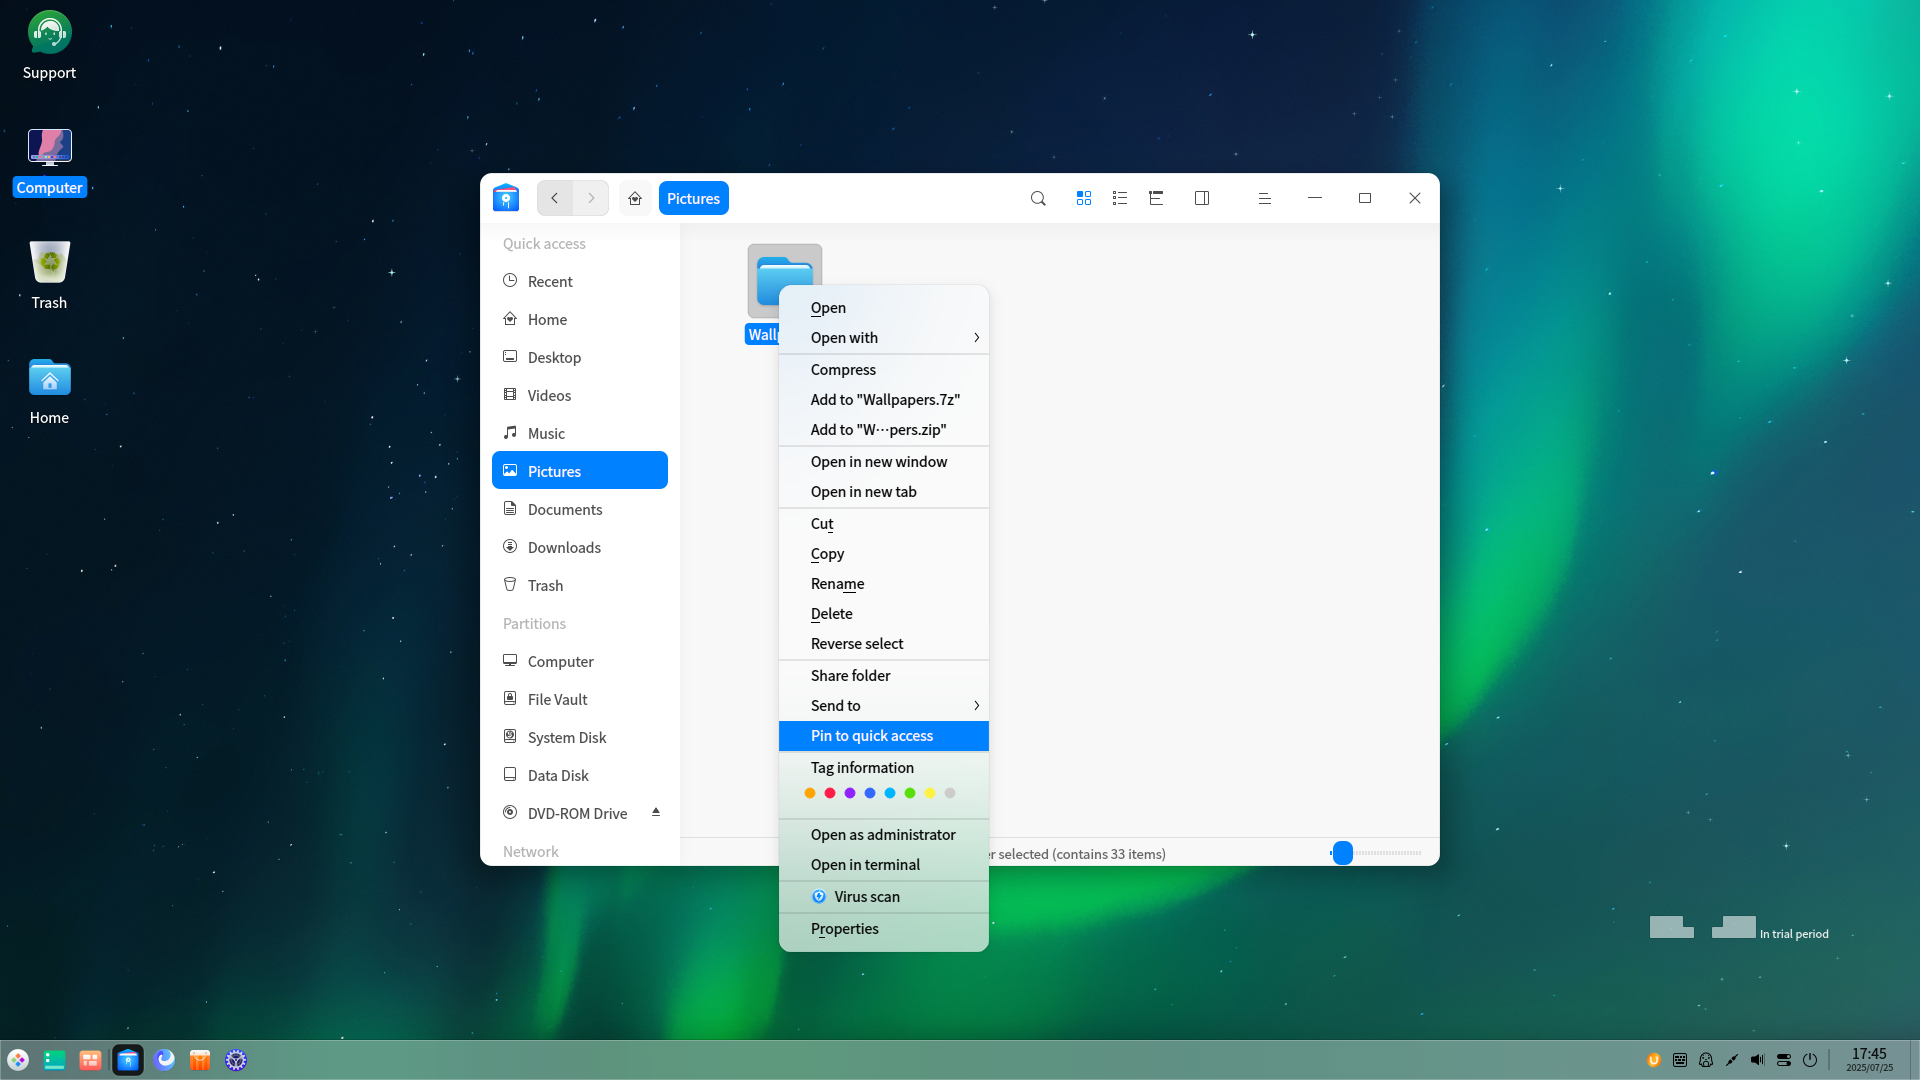 Support
Computer
Trash
Home
Pictures
Quick access
Recent
Home
Desktop
Videos
Music
Pictures
Documents
Downloads
Trash
Partitions
Computer
File Vault
System Disk
Data Disk
DVD-ROM Drive
Network
Open
Open with
Compress
Add to "Wallpapers.7z"
Add to "W···pers.zip"
Open in new window
Open in new tab
Cut
Copy
Rename
Delete
Reverse select
Share folder
Send to
Pin to quick access
Tag information
Open as administrator
Open in terminal
Virus scan
Properties
selected (contains 33 items)
In trial period
17:45
2025/07/25